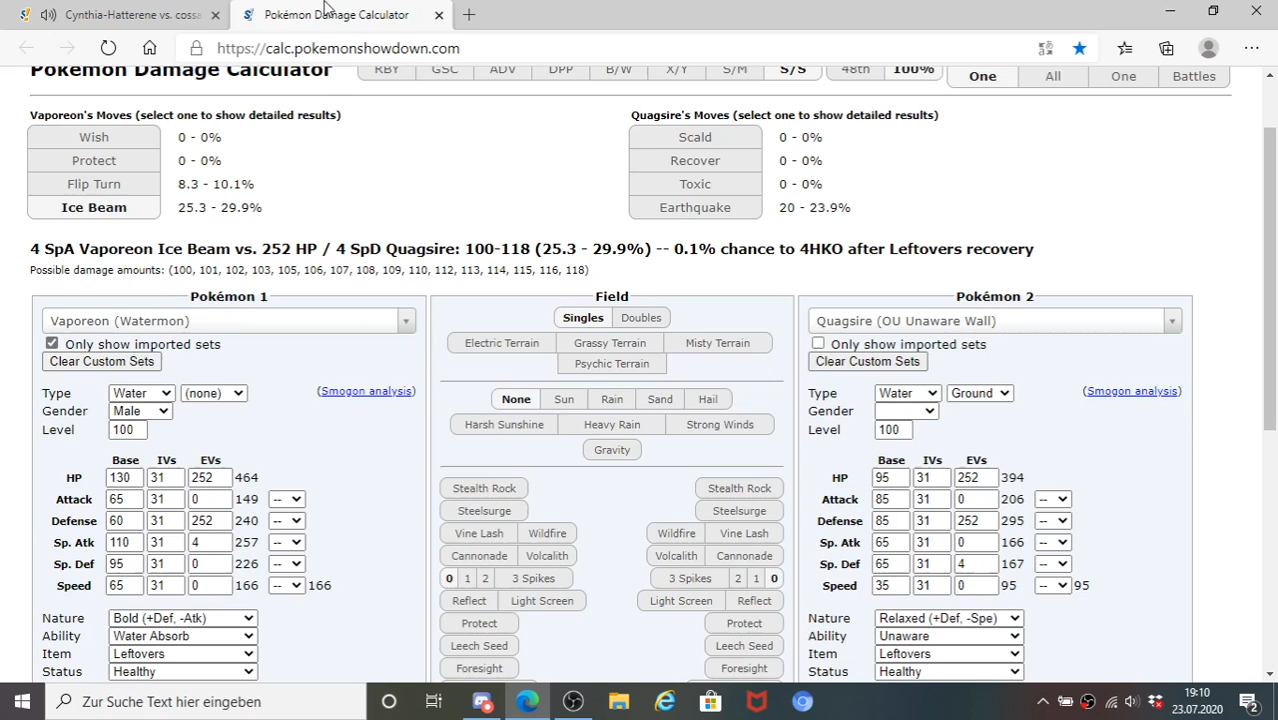 Cynthia-Hatterene vs. cossa
Pokémon Damage Calculator
https://calc.pokemonshowdown.com
Pokémon Damage Calculator
RBY GSC ADV DPP B/W X/Y S/M S/S 48th 100% One All One Battles
Vaporeon's Moves (select one to show detailed results)
Wish 0 - 0%
Protect 0 - 0%
Flip Turn 8.3 - 10.1%
Ice Beam 25.3 - 29.9%
Quagsire's Moves (select one to show detailed results)
Scald 0 - 0%
Recover 0 - 0%
Toxic 0 - 0%
Earthquake 20 - 23.9%
4 SpA Vaporeon Ice Beam vs. 252 HP / 4 SpD Quagsire: 100-118 (25.3 - 29.9%) -- 0.1% chance to 4HKO after Leftovers recovery
Possible damage amounts: (100, 101, 102, 103, 105, 106, 107, 108, 109, 110, 112, 113, 114, 115, 116, 118)
Pokémon 1
Vaporeon (Watermon)
Only show imported sets
Clear Custom Sets
Type Water (none) (Smogon analysis)
Gender Male
Level 100
Base IVs EVs
HP 130 31 252 464
Attack 65 31 0 149 --
Defense 60 31 252 240 --
Sp. Atk 110 31 4 257 --
Sp. Def 95 31 0 226 --
Speed 65 31 0 166 -- 166
Nature Bold (+Def, -Atk)
Ability Water Absorb
Item Leftovers
Status Healthy
Field
Singles Doubles
Electric Terrain Grassy Terrain Misty Terrain
Psychic Terrain
None Sun Rain Sand Hail
Harsh Sunshine Heavy Rain Strong Winds
Gravity
Stealth Rock Stealth Rock
Steelsurge Steelsurge
Vine Lash Wildfire Wildfire Vine Lash
Cannonade Volcalith Volcalith Cannonade
0 1 2 3 Spikes 3 Spikes 2 1 0
Reflect Light Screen Light Screen Reflect
Protect Protect
Leech Seed Leech Seed
Foresight Foresight
Pokémon 2
Quagsire (OU Unaware Wall)
Only show imported sets
Clear Custom Sets
Type Water Ground (Smogon analysis)
Gender
Level 100
Base IVs EVs
HP 95 31 252 394
Attack 85 31 0 206 --
Defense 85 31 252 295 --
Sp. Atk 65 31 0 166 --
Sp. Def 65 31 4 167 --
Speed 35 31 0 95 -- 95
Nature Relaxed (+Def, -Spe)
Ability Unaware
Item Leftovers
Status Healthy
Zur Suche Text hier eingeben
19:10
23.07.2020
2